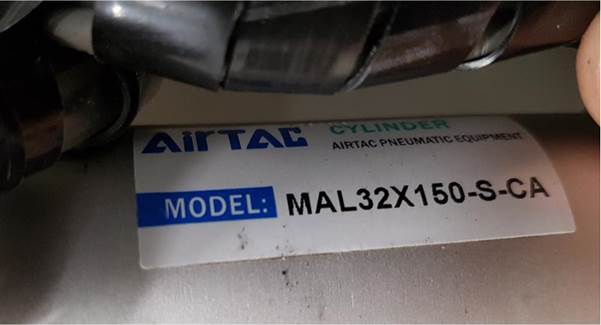 AirTAC CYLINDER
AIRTAC PNEUMATIC EQUIPMENT
MODEL: MAL32X150-S-CA